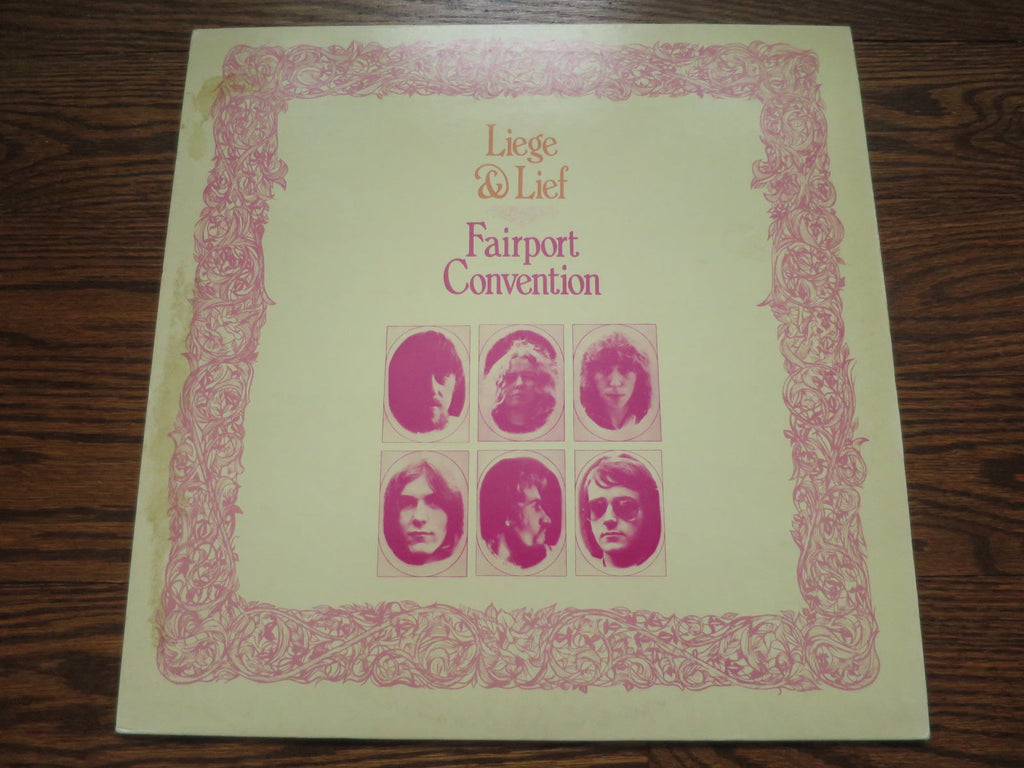 Liege
& Lief
Fairport
Convention